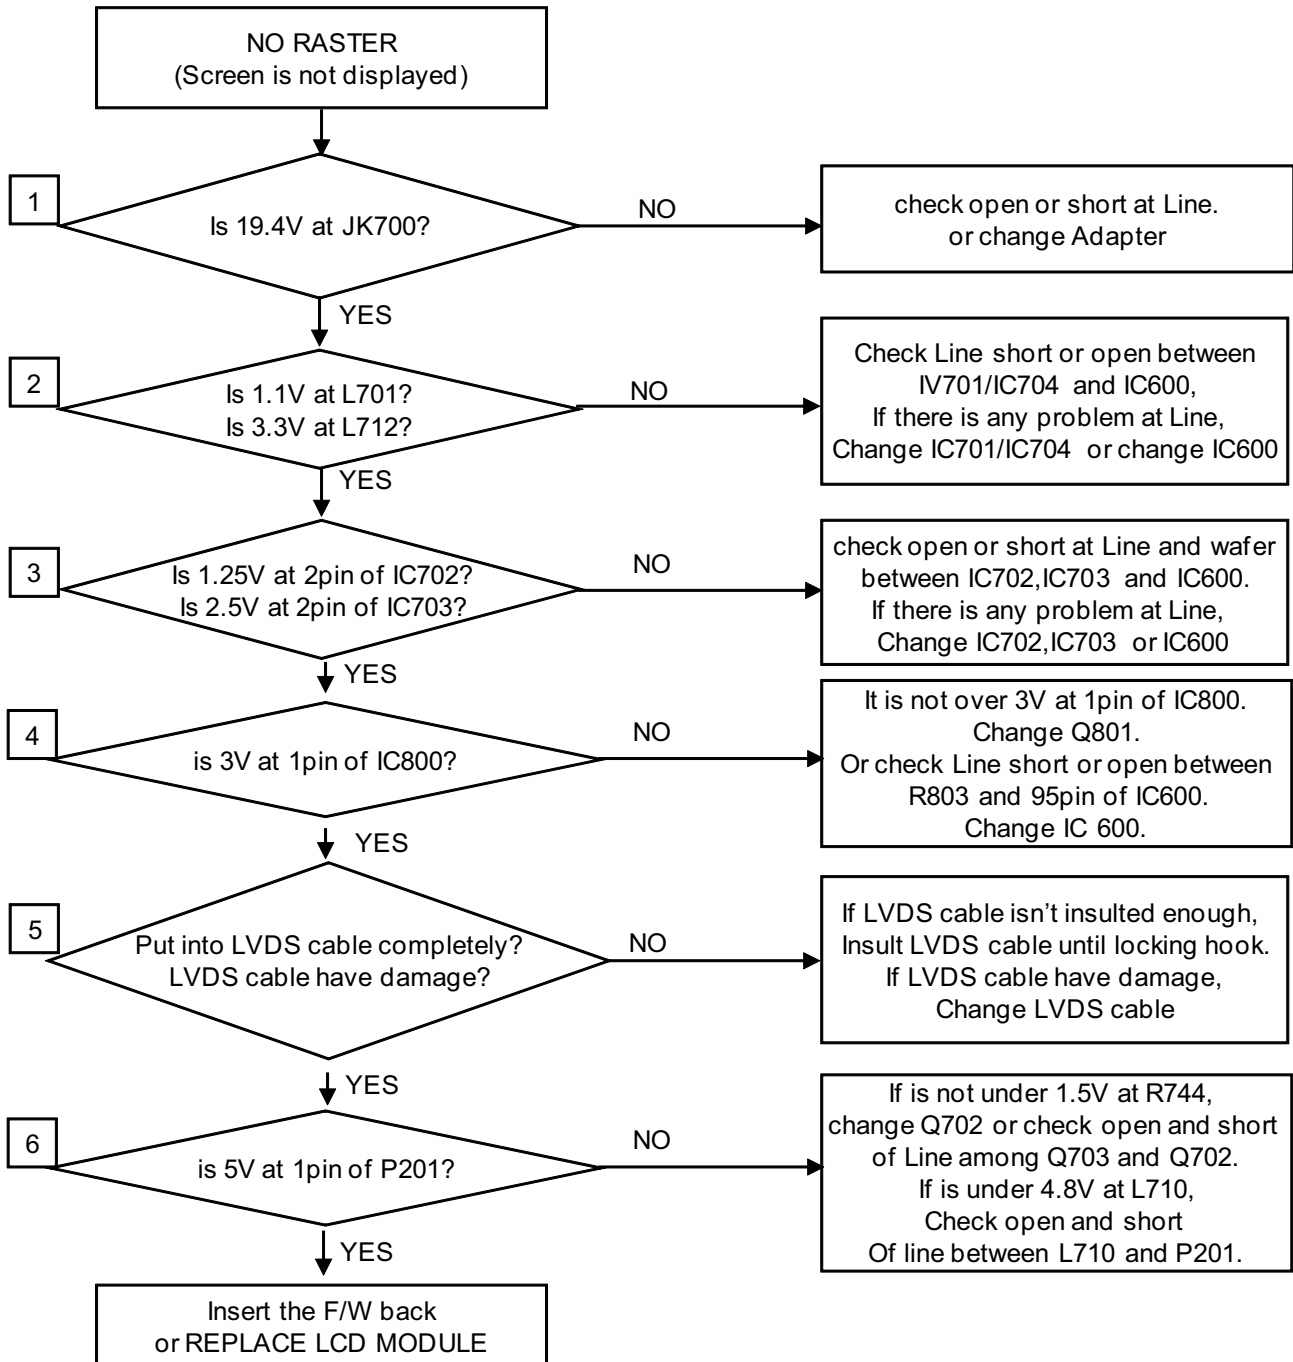 NO RASTER
(Screen is not displayed)
1
Is 19.4V at JK700?
NO
check open or short at Line.
or change Adapter
YES
2
Is 1.1V at L701?
Is 3.3V at L712?
NO
Check Line short or open between
IV701/IC704 and IC600,
If there is any problem at Line,
Change IC701/IC704 or change IC600
YES
3
Is 1.25V at 2pin of IC702?
Is 2.5V at 2pin of IC703?
NO
check open or short at Line and wafer
between IC702,IC703 and IC600.
If there is any problem at Line,
Change IC702,IC703 or IC600
YES
4
is 3V at 1pin of IC800?
NO
It is not over 3V at 1pin of IC800.
Change Q801.
Or check Line short or open between
R803 and 95pin of IC600.
Change IC 600.
YES
5
Put into LVDS cable completely?
LVDS cable have damage?
NO
If LVDS cable isn't insulted enough,
Insult LVDS cable until locking hook.
If LVDS cable have damage,
Change LVDS cable
YES
6
is 5V at 1pin of P201?
NO
If is not under 1.5V at R744,
change Q702 or check open and short
of Line among Q703 and Q702.
If is under 4.8V at L710,
Check open and short
Of line between L710 and P201.
YES
Insert the F/W back
or REPLACE LCD MODULE